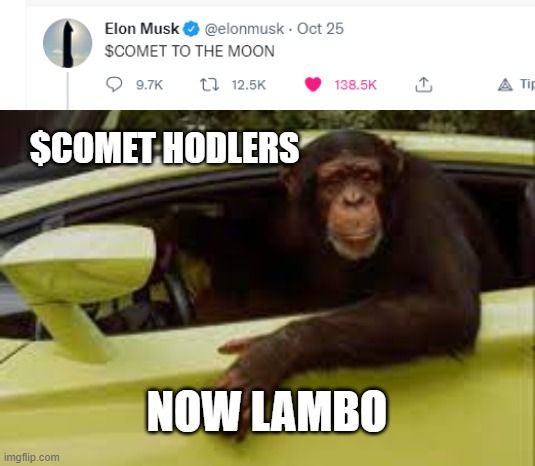 Elon Musk @elonmusk · Oct 25
$COMET TO THE MOON
9.7K 12.5K 138.5K Tip
$COMET HODLERS
NOW LAMBO
imgflip.com